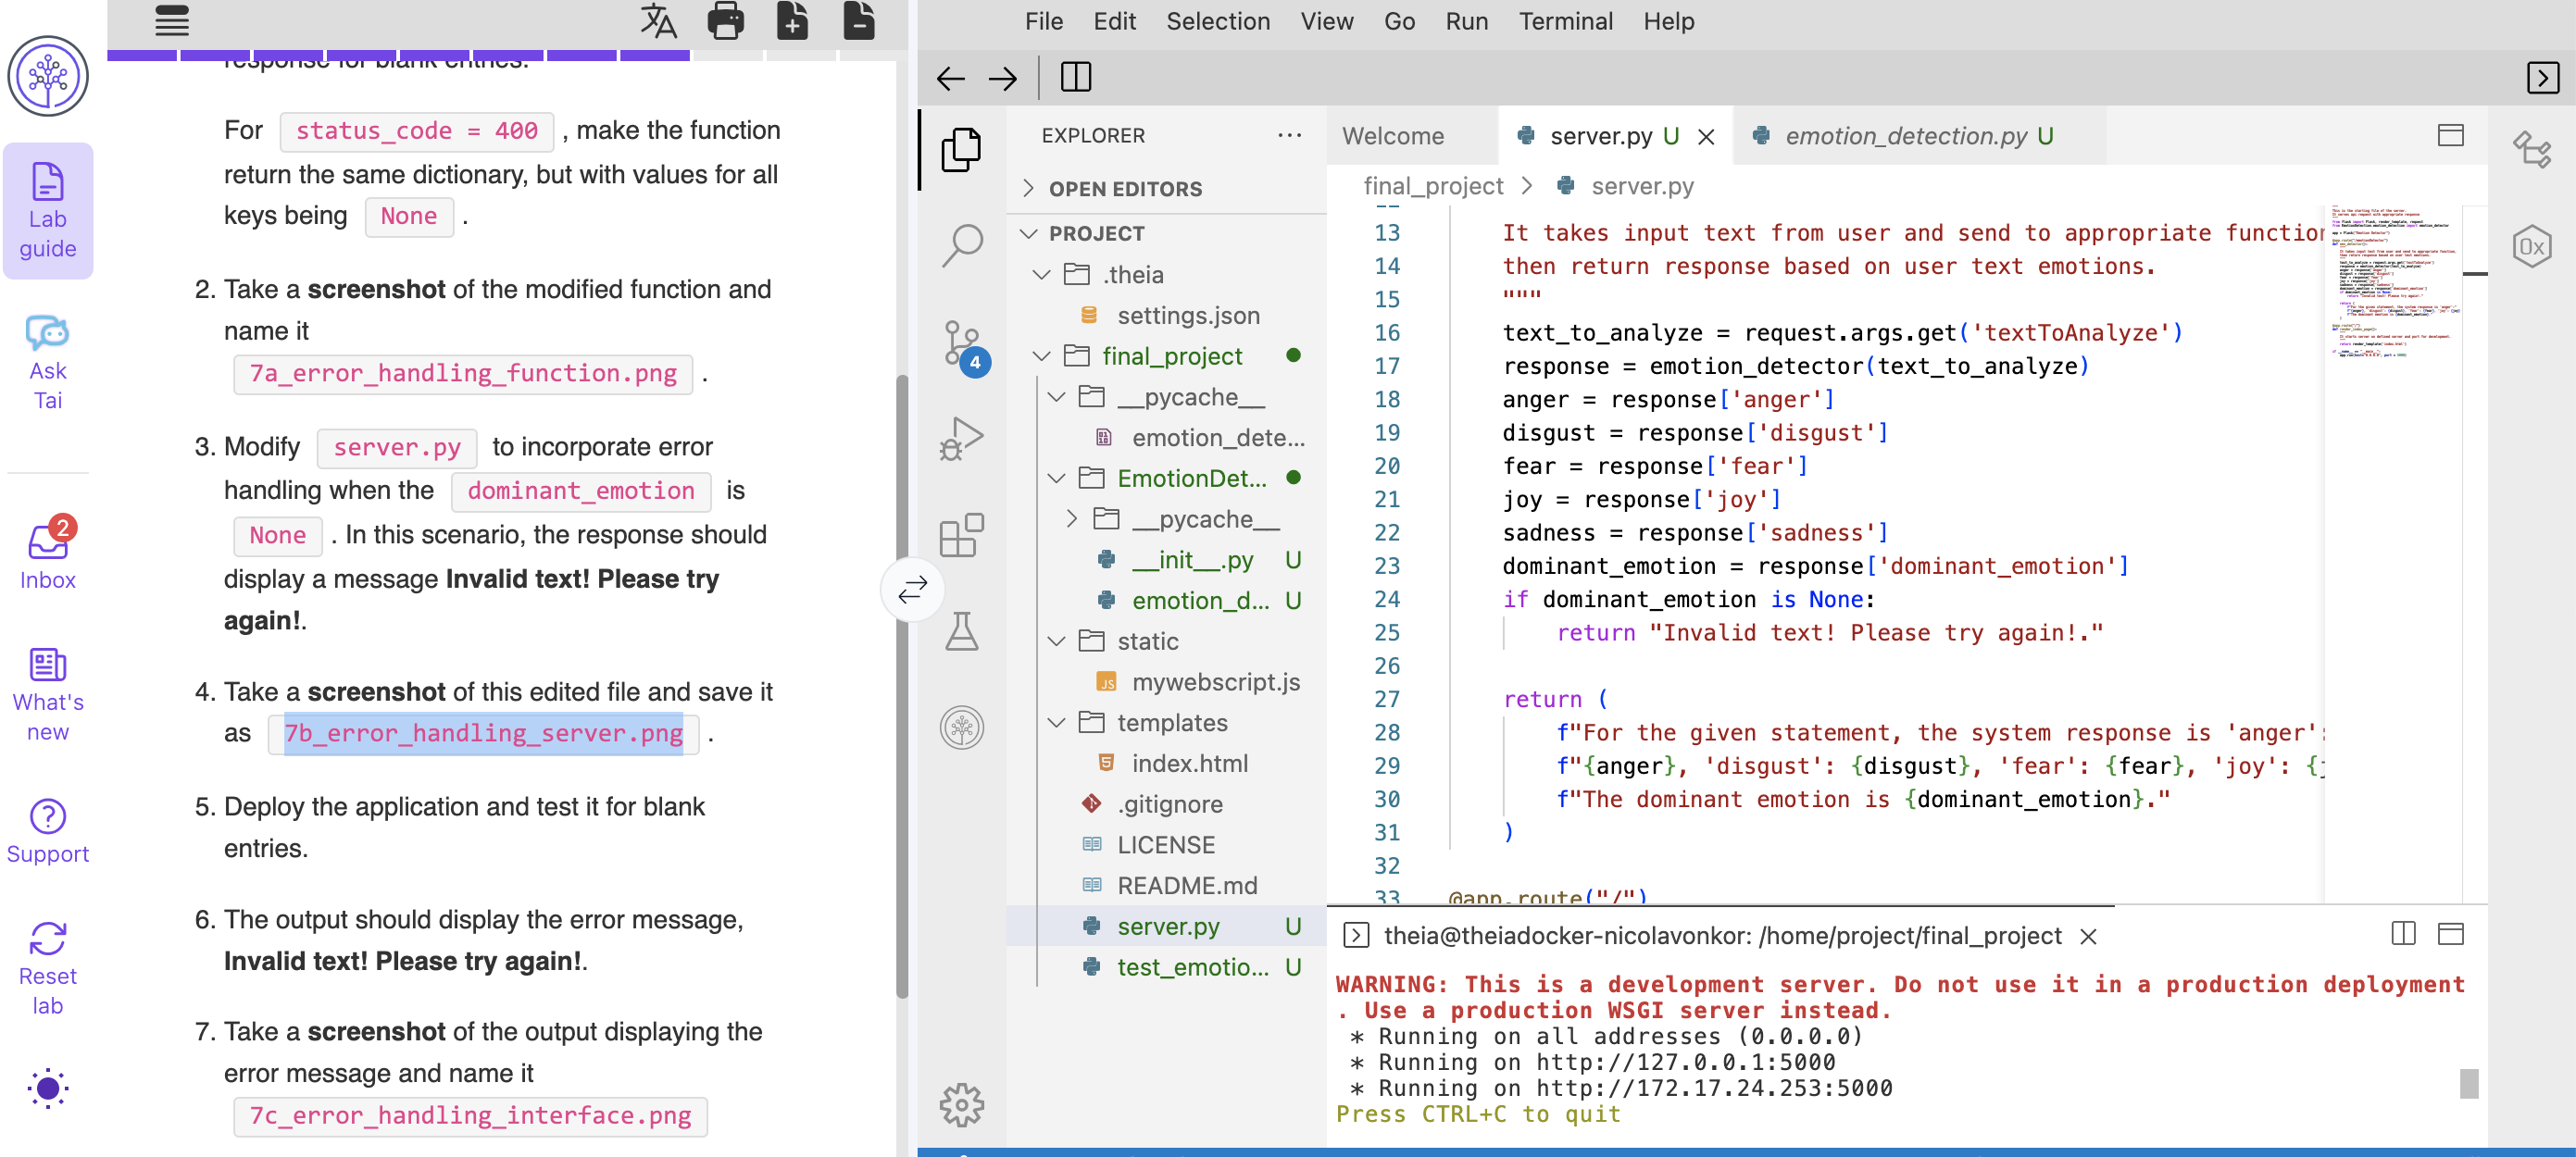 File Edit Selection View Go Run Terminal Help
Lab
guide
Ask
Tai
2
Inbox
What's
new
Support
Reset
lab
response for blank entries.
For status_code = 400 , make the function
return the same dictionary, but with values for all
keys being None .
2. Take a screenshot of the modified function and
name it
7a_error_handling_function.png .
3. Modify server.py to incorporate error
handling when the dominant_emotion is
None . In this scenario, the response should
display a message Invalid text! Please try
again!.
4. Take a screenshot of this edited file and save it
as 7b_error_handling_server.png .
5. Deploy the application and test it for blank
entries.
6. The output should display the error message,
Invalid text! Please try again!.
7. Take a screenshot of the output displaying the
error message and name it
7c_error_handling_interface.png
4
EXPLORER
OPEN EDITORS
PROJECT
.theia
settings.json
final_project
__pycache__
emotion_dete...
EmotionDet...
__pycache__
__init__.py U
emotion_d... U
static
JS mywebscript.js
templates
index.html
.gitignore
LICENSE
README.md
server.py U
test_emotio... U
Welcome server.py U emotion_detection.py U
final_project > server.py
13 It takes input text from user and send to appropriate function
14 then return response based on user text emotions.
15 """
16 text_to_analyze = request.args.get('textToAnalyze')
17 response = emotion_detector(text_to_analyze)
18 anger = response['anger']
19 disgust = response['disgust']
20 fear = response['fear']
21 joy = response['joy']
22 sadness = response['sadness']
23 dominant_emotion = response['dominant_emotion']
24 if dominant_emotion is None:
25 return "Invalid text! Please try again!."
26
27 return (
28 f"For the given statement, the system response is 'anger':
29 f"{anger}, 'disgust': {disgust}, 'fear': {fear}, 'joy': {
30 f"The dominant emotion is {dominant_emotion}."
31 )
32
33 @app.route("/")
0x
theia@theiadocker-nicolavonkor: /home/project/final_project
WARNING: This is a development server. Do not use it in a production deployment
. Use a production WSGI server instead.
* Running on all addresses (0.0.0.0)
* Running on http://127.0.0.1:5000
* Running on http://172.17.24.253:5000
Press CTRL+C to quit